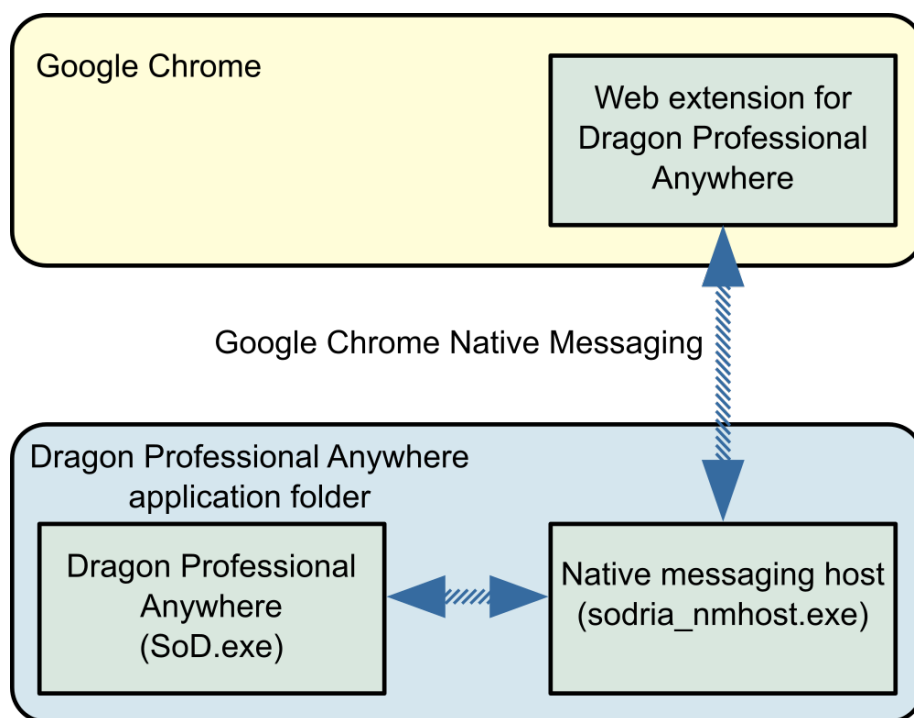 Google Chrome
Web extension for
Dragon Professional
Anywhere
Google Chrome Native Messaging
Dragon Professional Anywhere
application folder
Dragon Professional
Anywhere
(SoD.exe)
Native messaging host
(sodria_nmhost.exe)